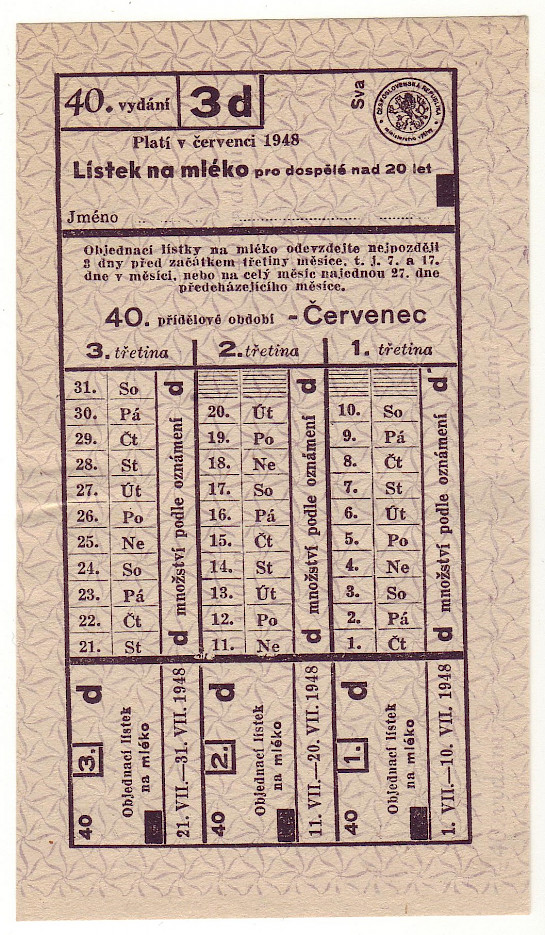 40. vydání
3d
Sva
ČESKOSLOVENSKÁ REPUBLIKA
ministerstvo výživy
Platí v červenci 1948
Lístek na mléko pro dospělé nad 20 let
Jméno
Objednací lístky na mléko odevzdejte nejpozději
3 dny před začátkem třetiny měsíce, t. j. 7. a 17.
dne v měsíci, nebo na celý měsíc najednou 27. dne
předcházejícího měsíce.
40. přídělové období - Červenec
3. třetina 2. třetina 1. třetina
31. So
30. Pá 20. Út 10. So
29. Čt 19. Po 9. Pá
28. St 18. Ne 8. Čt
27. Út 17. So 7. St
26. Po 16. Pá 6. Út
25. Ne 15. Čt 5. Po
24. So 14. St 4. Ne
23. Pá 13. Út 3. So
22. Čt 12. Po 2. Pá
21. St 11. Ne 1. Čt
d množství podle oznámení d
d množství podle oznámení d
d množství podle oznámení d
40 3. d
Objednací lístek
na mléko
21. VII.—31. VII. 1948
40 2. d
Objednací lístek
na mléko
11. VII.—20. VII. 1948
40 1. d
Objednací lístek
na mléko
1. VII.—10. VII. 1948